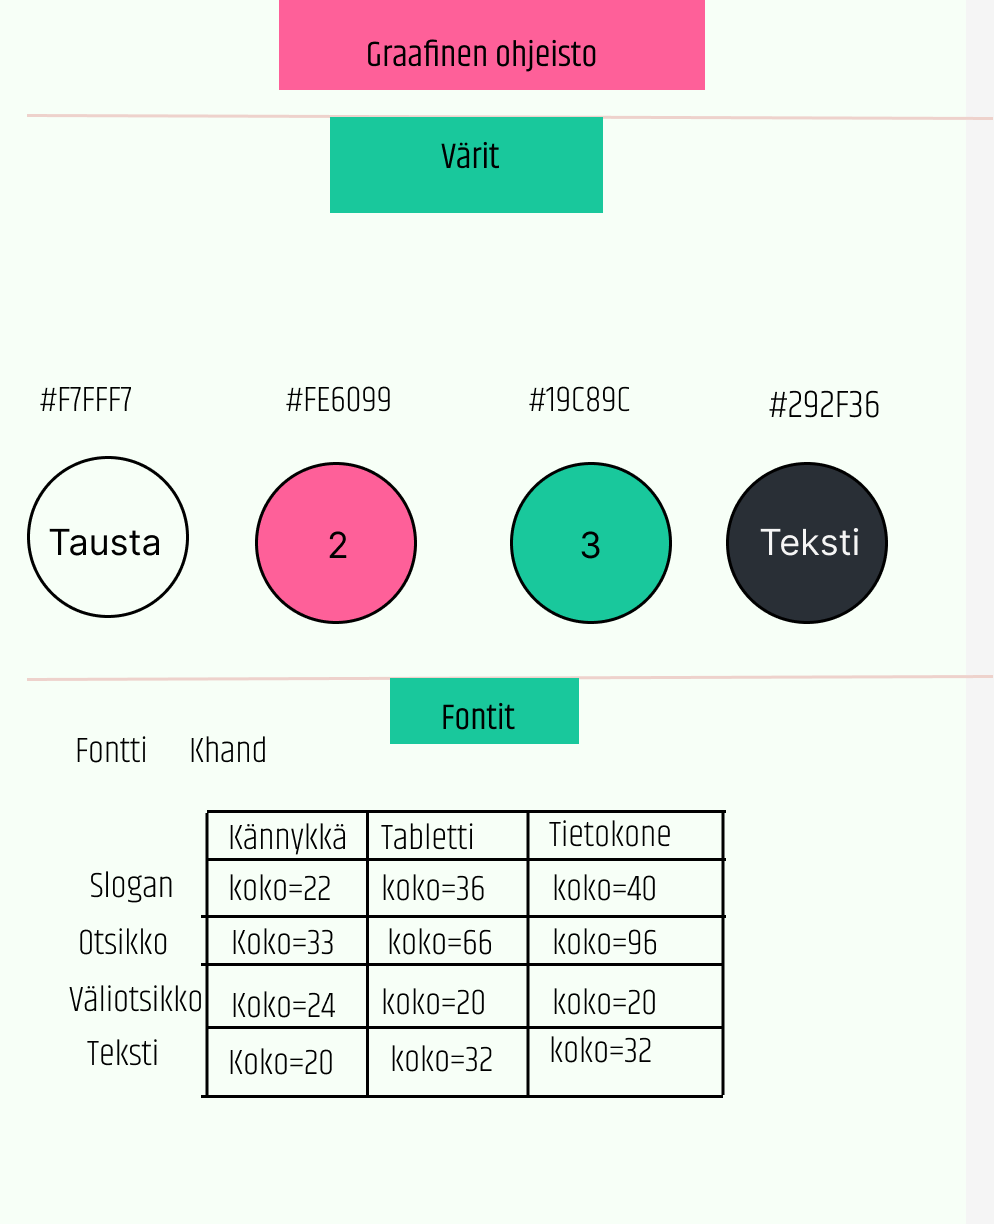 Graafinen ohjeisto
Värit
#F7FFF7 #FE6099 #19C89C #292F36
Tausta 2 3 Teksti
Fontit
Fontti Khand
Kännykkä Tabletti Tietokone
Slogan koko=22 koko=36 koko=40
Otsikko Koko=33 koko=66 koko=96
Väliotsikko Koko=24 koko=20 koko=20
Teksti Koko=20 koko=32 koko=32